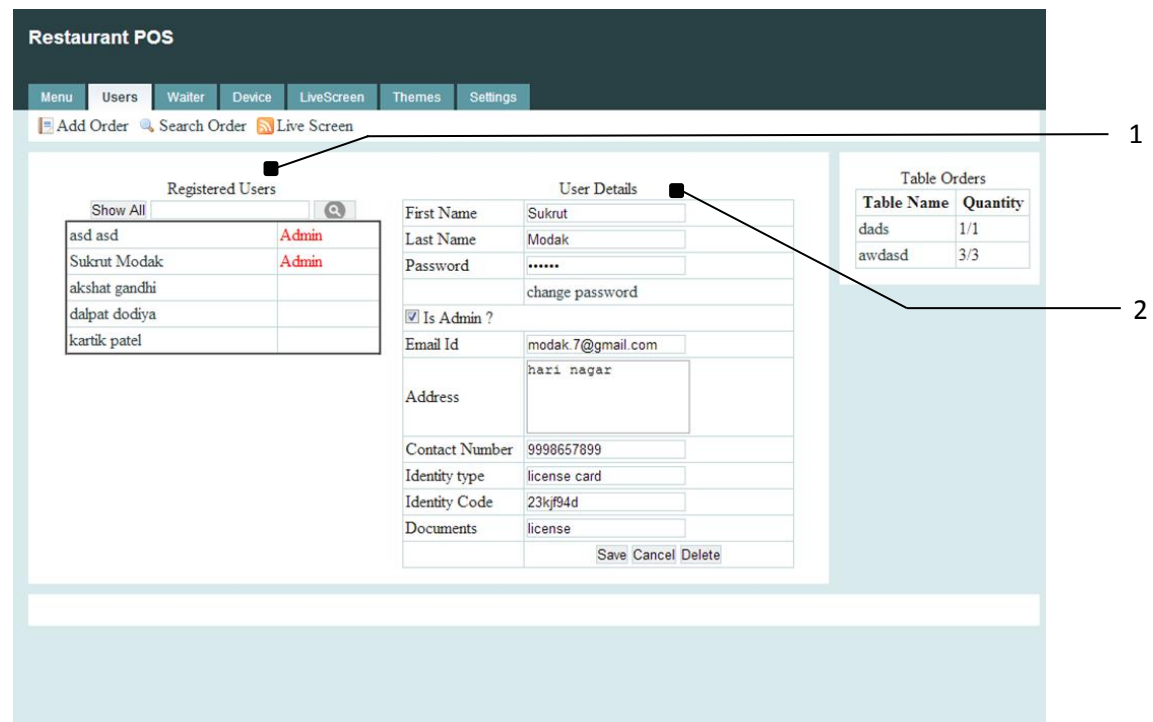 Restaurant POS
Menu Users Waiter Device LiveScreen Themes Settings
Add Order Search Order Live Screen
1
Registered Users
Show All
asd asd Admin
Sukrut Modak Admin
akshat gandhi
dalpat dodiya
kartik patel
User Details
First Name Sukrut
Last Name Modak
Password ••••••
change password
Is Admin ?
Email Id modak.7@gmail.com
Address hari nagar
Contact Number 9998657899
Identity type license card
Identity Code 23kjf94d
Documents license
Save Cancel Delete
Table Orders
Table Name Quantity
dads 1/1
awdasd 3/3
2